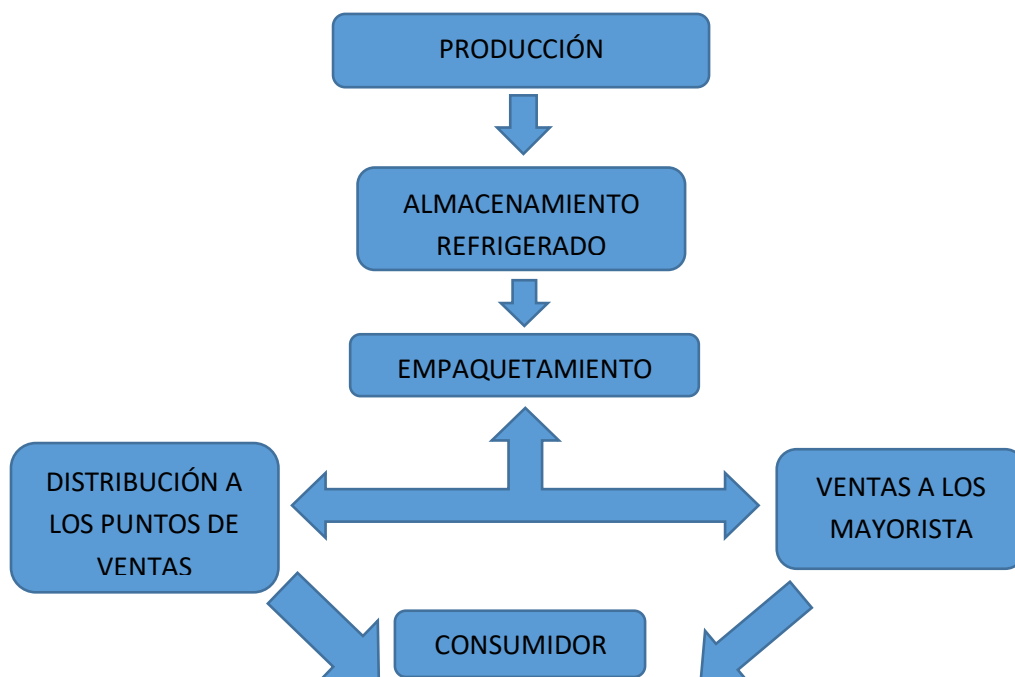 PRODUCCIÓN
ALMACENAMIENTO
REFRIGERADO
EMPAQUETAMIENTO
DISTRIBUCIÓN A
LOS PUNTOS DE
VENTAS
VENTAS A LOS
MAYORISTA
CONSUMIDOR